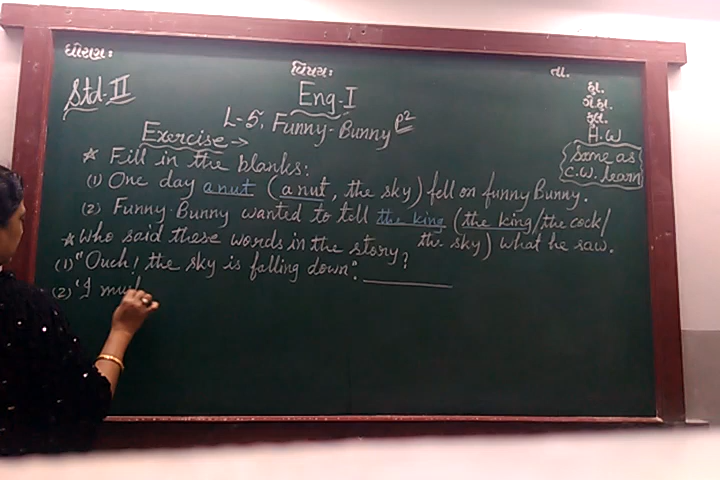 ધોરણઃ
વિષયઃ
તા.
Std-II
Eng-I
L-5, Funny-Bunny P2
Exercise →
H.W
Same as
C.W. learn
* Fill in the blanks:
(1) One day a nut (a nut, the sky) fell on funny Bunny.
(2) Funny-Bunny wanted to tell the king (the king/the cock/
the sky) what he saw.
* Who said these words in the story?
(1) "Ouch! the sky is falling down". ________
(2) "I mus